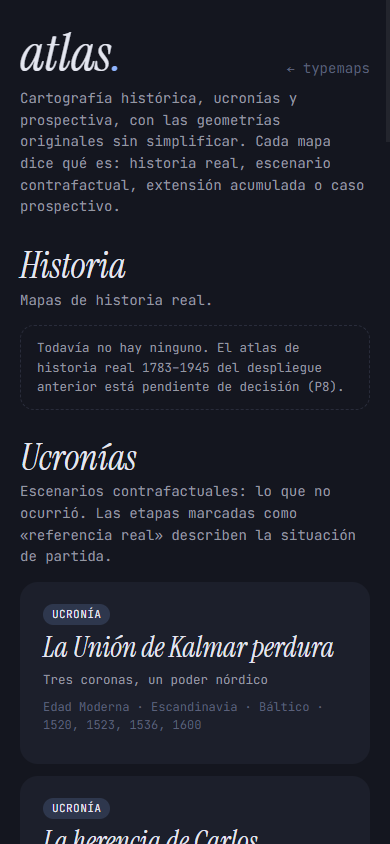 atlas.
← typemaps
Cartografía histórica, ucronías y
prospectiva, con las geometrías
originales sin simplificar. Cada mapa
dice qué es: historia real, escenario
contrafactual, extensión acumulada o caso
prospectivo.
Historia
Mapas de historia real.
Todavía no hay ninguno. El atlas de
historia real 1783–1945 del despliegue
anterior está pendiente de decisión (P8).
Ucronías
Escenarios contrafactuales: lo que no
ocurrió. Las etapas marcadas como
«referencia real» describen la situación
de partida.
UCRONÍA
La Unión de Kalmar perdura
Tres coronas, un poder nórdico
Edad Moderna · Escandinavia · Báltico ·
1520, 1523, 1536, 1600
UCRONÍA
La herencia de Carlos